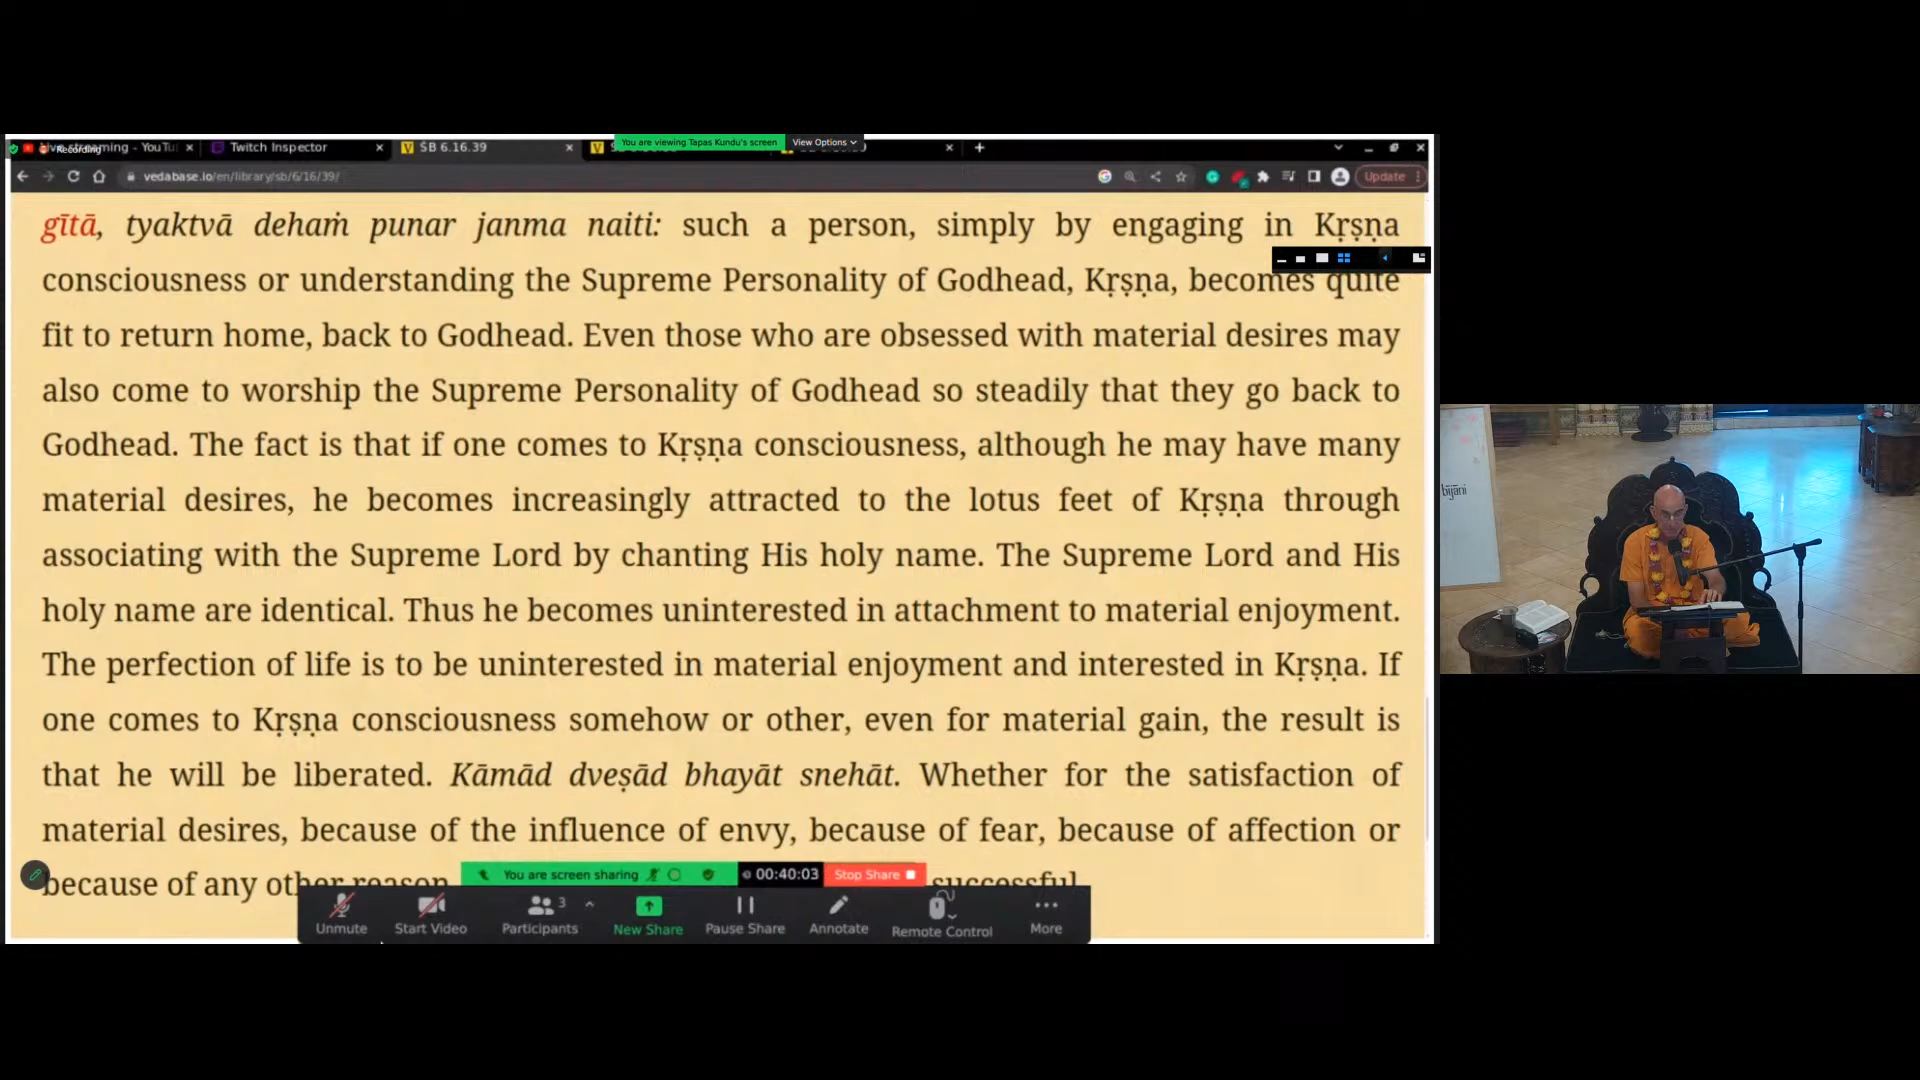 Live streaming - YouTu
Recording
Twitch Inspector
ŚB 6.16.39
You are viewing Tapas Kundu's screen
View Options
vedabase.io/en/library/sb/6/16/39/
Update
gītā, tyaktvā dehaṁ punar janma naiti: such a person, simply by engaging in Kṛṣṇa
consciousness or understanding the Supreme Personality of Godhead, Kṛṣṇa, becomes quite
fit to return home, back to Godhead. Even those who are obsessed with material desires may
also come to worship the Supreme Personality of Godhead so steadily that they go back to
Godhead. The fact is that if one comes to Kṛṣṇa consciousness, although he may have many
material desires, he becomes increasingly attracted to the lotus feet of Kṛṣṇa through
associating with the Supreme Lord by chanting His holy name. The Supreme Lord and His
holy name are identical. Thus he becomes uninterested in attachment to material enjoyment.
The perfection of life is to be uninterested in material enjoyment and interested in Kṛṣṇa. If
one comes to Kṛṣṇa consciousness somehow or other, even for material gain, the result is
that he will be liberated. Kāmād dveṣād bhayāt snehāt. Whether for the satisfaction of
material desires, because of the influence of envy, because of fear, because of affection or
because of any other reason successful
You are screen sharing
00:40:03
Stop Share
Unmute
Start Video
3
Participants
New Share
Pause Share
Annotate
Remote Control
More
bījāni